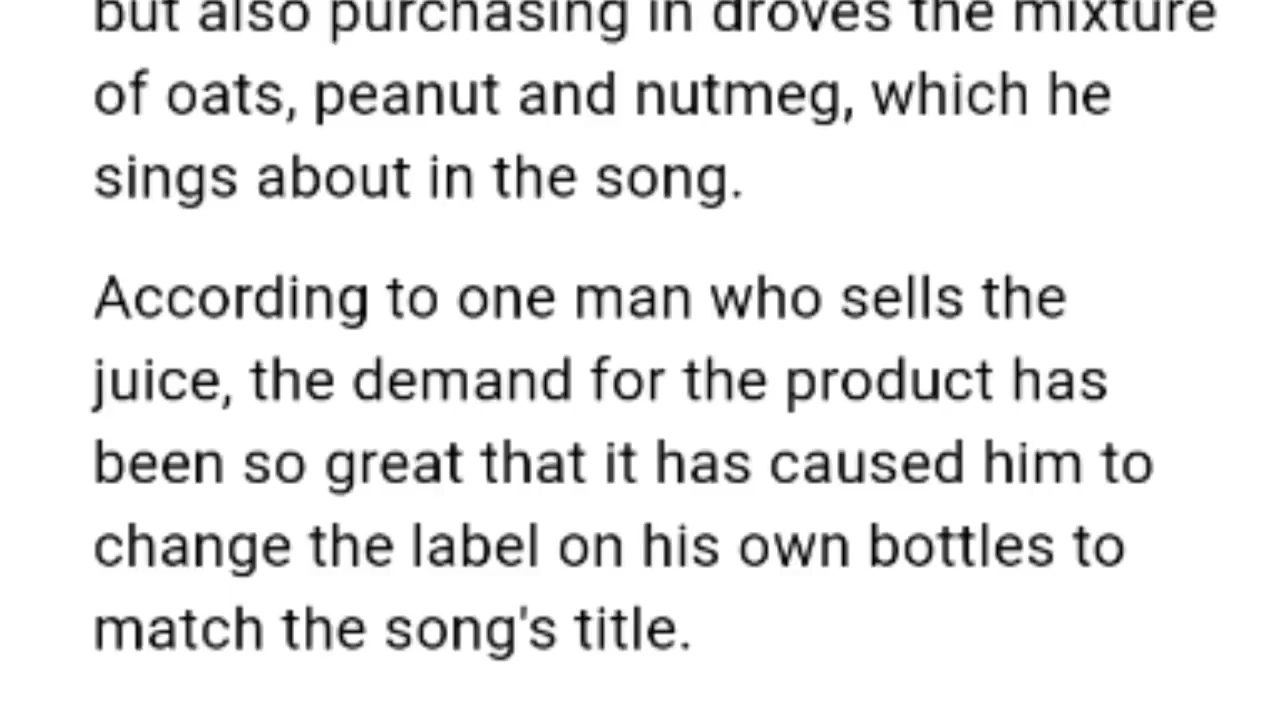 but also purchasing in droves the mixture
of oats, peanut and nutmeg, which he
sings about in the song.
According to one man who sells the
juice, the demand for the product has
been so great that it has caused him to
change the label on his own bottles to
match the song's title.